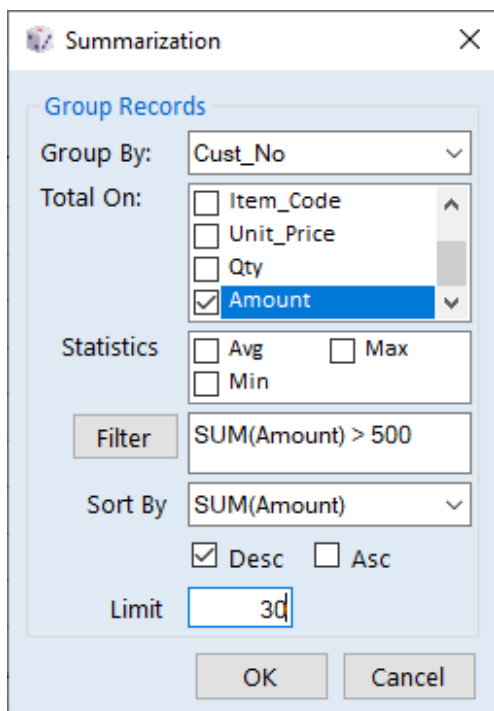 Summarization
Group Records
Group By: Cust_No
Total On: Item_Code
Unit_Price
Qty
Amount
Statistics Avg Max
Min
Filter SUM(Amount) > 500
Sort By SUM(Amount)
Desc Asc
Limit 30
OK Cancel